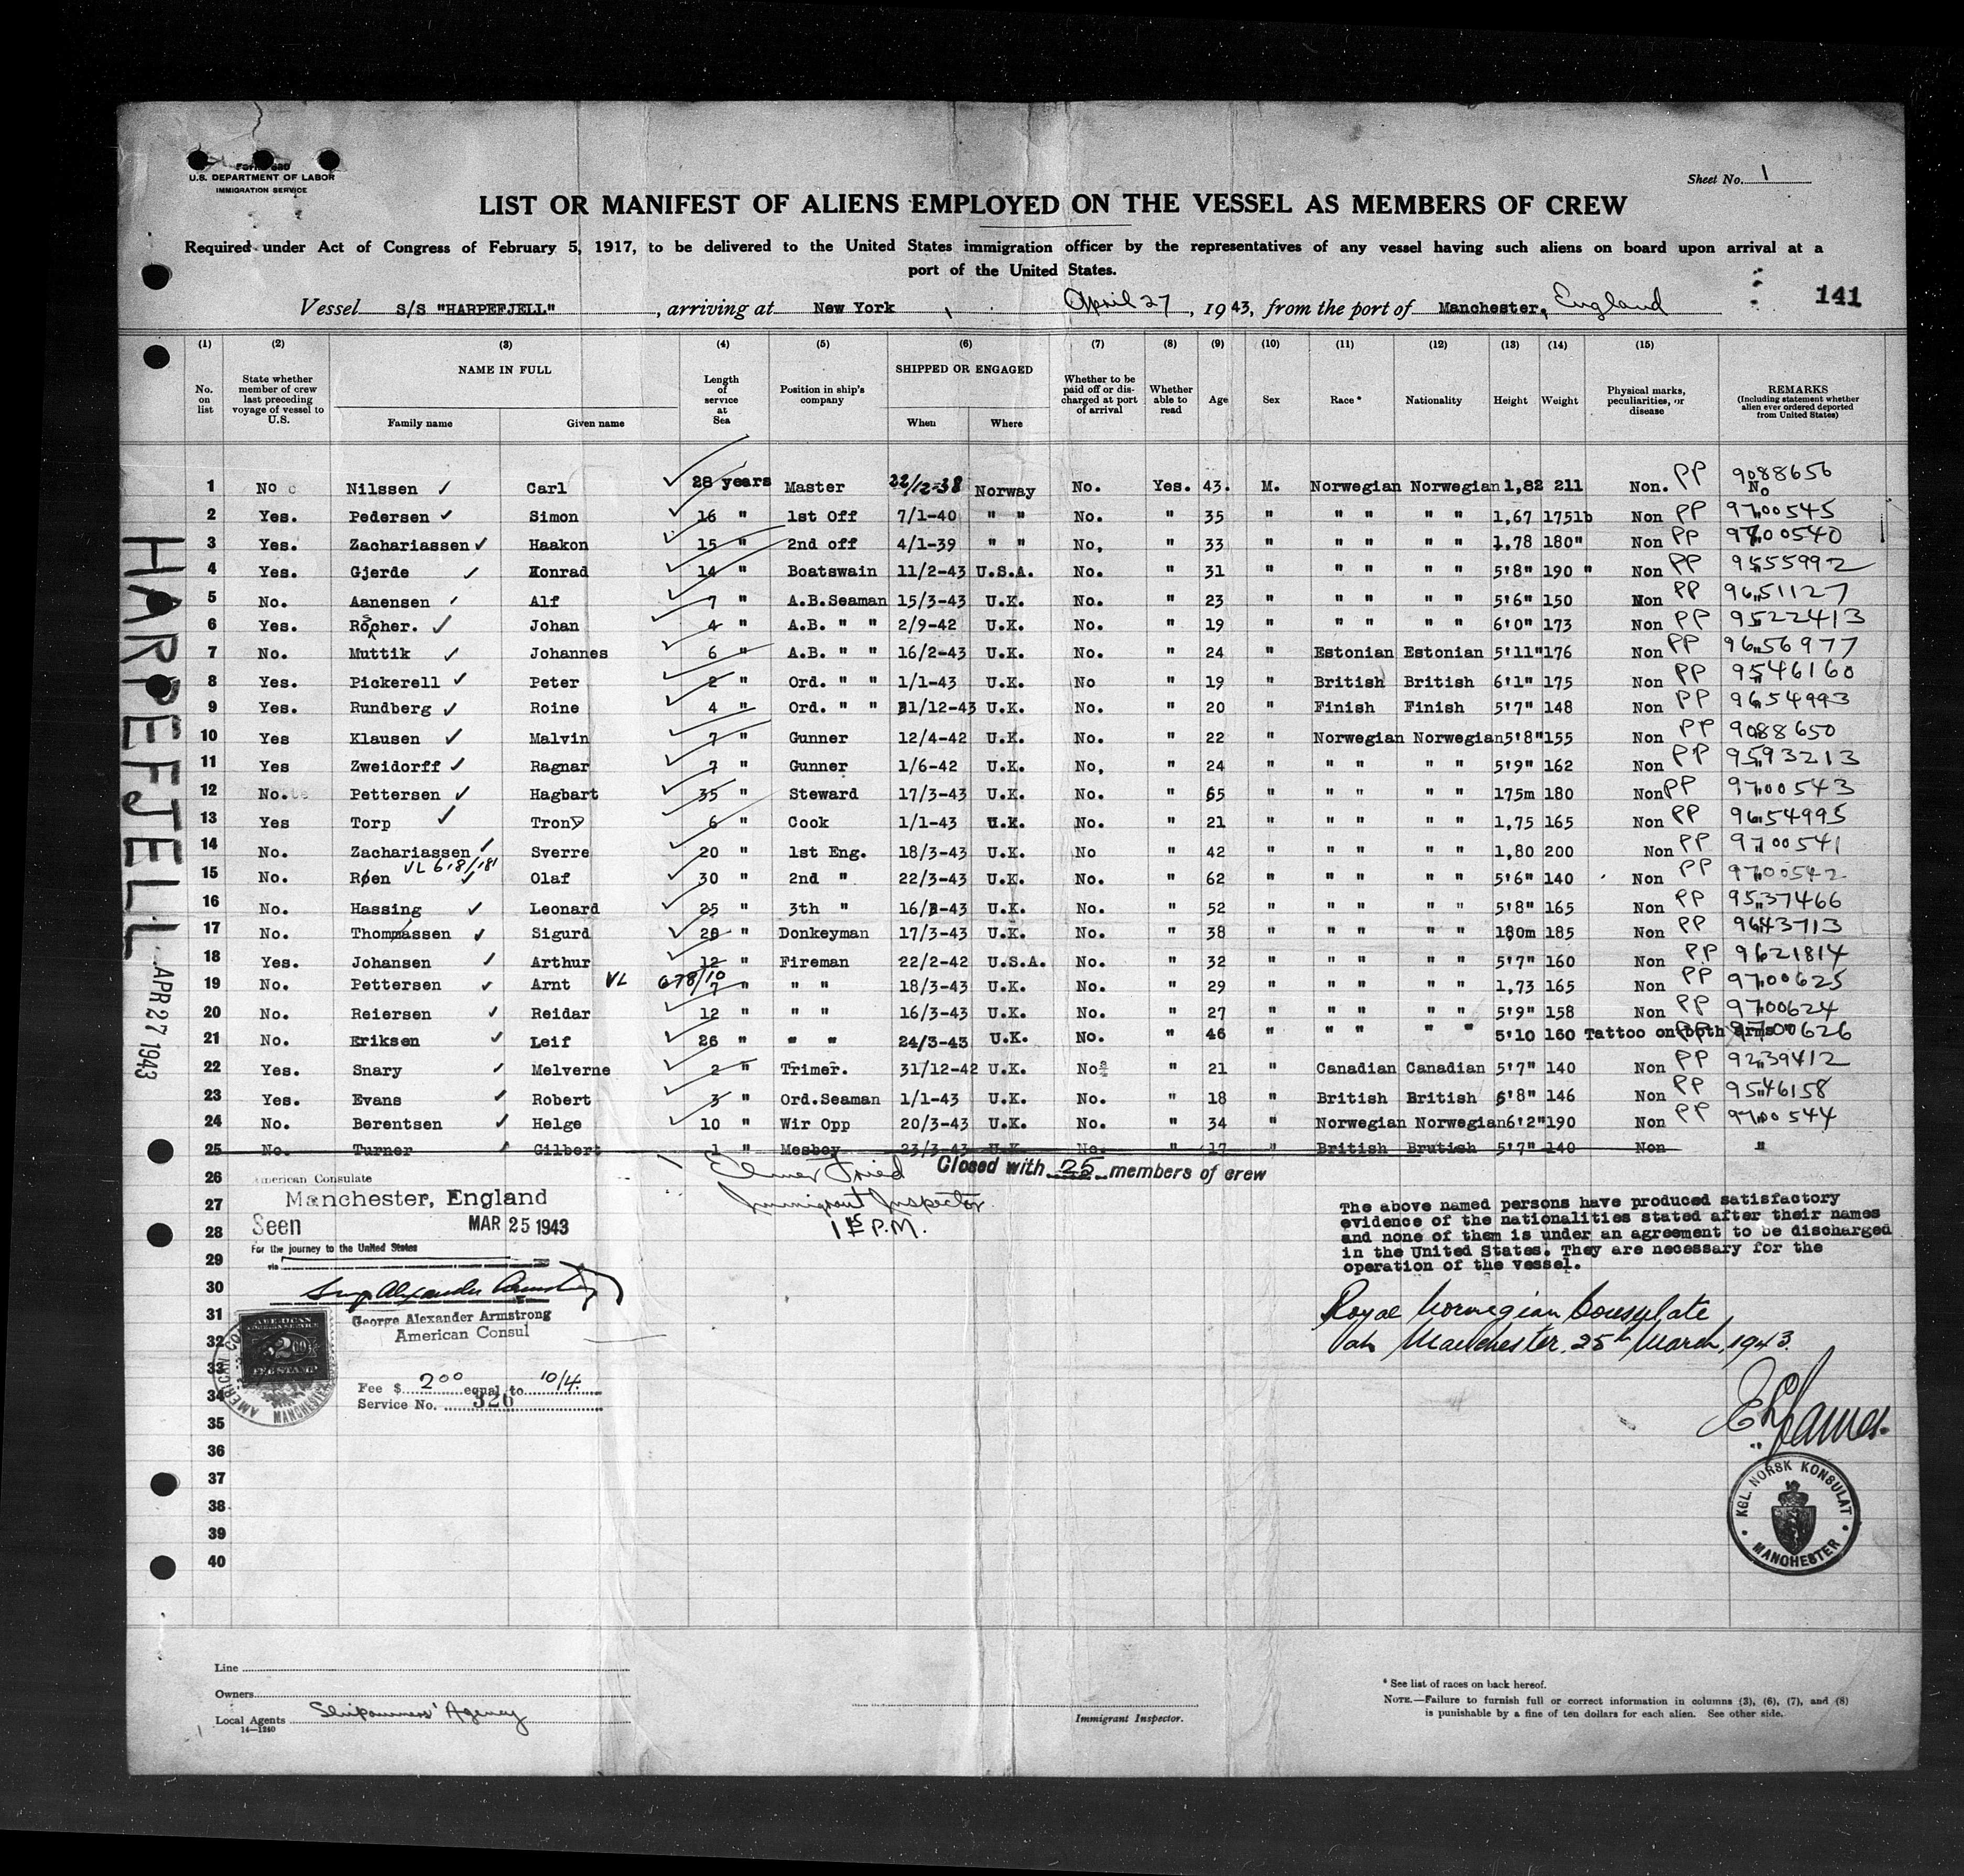 Form 680
U.S. DEPARTMENT OF LABOR
IMMIGRATION SERVICE
Sheet No. 1
LIST OR MANIFEST OF ALIENS EMPLOYED ON THE VESSEL AS MEMBERS OF CREW
Required under Act of Congress of February 5, 1917, to be delivered to the United States immigration officer by the representatives of any vessel having such aliens on board upon arrival at a
port of the United States.
Vessel S/S "HARPEFJELL", arriving at New York, April 27, 1943, from the port of Manchester, England
141
(1) (2) (3) (4) (5) (6) (7) (8) (9) (10) (11) (12) (13) (14) (15)
No. on list
State whether member of crew last preceding voyage of vessel to U.S.
NAME IN FULL
Family name
Given name
Length of service at Sea
Position in ship's company
SHIPPED OR ENGAGED
When
Where
Whether to be paid off or discharged at port of arrival
Whether able to read
Age
Sex
Race *
Nationality
Height
Weight
Physical marks, peculiarities, or disease
REMARKS
(Including statement whether alien ever ordered deported from United States)
1 No Nilssen Carl 28 years Master 22/12-38 Norway No. Yes. 43. M. Norwegian Norwegian 1,82 211 Non. PP 9088656 No
2 Yes. Pedersen Simon 16 " 1st Off 7/1-40 " " No. " 35 " " " " " 1,67 175lb Non PP 9700545
3 Yes. Zachariassen Haakon 15 " 2nd off 4/1-39 " " No, " 33 " " " " " 1,78 180" Non PP 9700540
4 Yes. Gjerde Konrad 14 " Boatswain 11/2-43 U.S.A. No. " 31 " " " " " 5'8" 190 " Non PP 9555992
5 No. Aanensen Alf 7 " A.B.Seaman 15/3-43 U.K. No. " 23 " " " " " 5'6" 150 Non PP 9651127
6 Yes. Roscher. Johan 4 " A.B. " " 2/9-42 U.K. No. " 19 " " " " " 6'0" 173 Non PP 9522413
7 No. Muttik Johannes 6 " A.B. " " 16/2-43 U.K. No. " 24 " Estonian Estonian 5'11" 176 Non PP 9656977
8 Yes. Pickerell Peter 2 " Ord. " " 1/1-43 U.K. No " 19 " British British 6'1" 175 Non PP 9546160
9 Yes. Rundberg Roine 4 " Ord. " " 31/12-43 U.K. No. " 20 " Finish Finish 5'7" 148 Non PP 9654993
10 Yes Klausen Malvin 7 " Gunner 12/4-42 U.K. No. " 22 " Norwegian Norwegian 5'8" 155 Non PP 9088650
11 Yes Zweidorff Ragnar 7 " Gunner 1/6-42 U.K. No, " 24 " " " " " 5'9" 162 Non PP 9593213
12 No. Pettersen Hagbart 35 " Steward 17/3-43 U.K. No. " 65 " " " " " 175m 180 Non PP 9700543
13 Yes Torp Trond 6 " Cook 1/1-43 U.K. No. " 21 " " " " " 1,75 165 Non PP 9654995
14 No. Zachariassen Sverre 20 " 1st Eng. 18/3-43 U.K. No " 42 " " " " " 1,80 200 Non PP 9700541
15 No. Røen VL 618/181 Olaf 30 " 2nd " 22/3-43 U.K. No. " 62 " " " " " 5'6" 140 Non PP 9700542
16 No. Hassing Leonard 25 " 3th " 16/3-43 U.K. No. " 52 " " " " " 5'8" 165 Non PP 9537466
17 No. Thommassen Sigurd 20 " Donkeyman 17/3-43 U.K. No. " 38 " " " " " 180m 185 Non PP 9643713
18 Yes. Johansen Arthur 12 " Fireman 22/2-42 U.S.A. No. " 32 " " " " " 5'7" 160 Non PP 9621814
19 No. Pettersen Arnt VL 678/10 7 " " " 18/3-43 U.K. No. " 29 " " " " " 1,73 165 Non PP 9700625
20 No. Reiersen Reidar 12 " " " 16/3-43 U.K. No. " 27 " " " " " 5'9" 158 Non PP 9700624
21 No. Eriksen Leif 26 " " " 24/3-43 U.K. No. " 46 " " " " " 5'10 160 Tattoo on both arms PP 9700626
22 Yes. Snary Melverne 2 " Trimer. 31/12-42 U.K. No " 21 " Canadian Canadian 5'7" 140 Non PP 9239412
23 Yes. Evans Robert 3 " Ord.Seaman 1/1-43 U.K. No. " 18 " British British 5'8" 146 Non PP 9546158
24 No. Berentsen Helge 10 " Wir Opp 20/3-43 U.K. No. " 34 " Norwegian Norwegian 6'2" 190 Non PP 9700544
25 No. Turner Gilbert 1 " Mesboy 23/3-43 U.K. No. " 17 " British Brutish 5'7" 140 Non "
26
27
28
29
30
31
32
33
34
35
36
37
38
39
40
HARPEFJELL APR 27 1943
Elmer Fried
Immigrant Inspector
1 15 P.M.
Closed with 25 members of crew
American Consulate
Manchester, England
Seen MAR 25 1943
For the journey to the United States
via
George Alexander Armstrong
American Consul
AMERICAN
$2.00
FEE STAMP
AMERICAN CO
MANCHESTER
Fee $ 2 00 equal to 10/4.
Service No. 326
The above named persons have produced satisfactory
evidence of the nationalities stated after their names
and none of them is under an agreement to be discharged
in the United States. They are necessary for the
operation of the vessel.
Royal Norwegian Consulate
Manchester, 25th March, 1943.
KGL. NORSK KONSULAT
MANCHESTER
Line
Owners
Local Agents Shipowners' Agency
14—1240
Immigrant Inspector.
* See list of races on back hereof.
NOTE.—Failure to furnish full or correct information in columns (3), (6), (7), and (8)
is punishable by a fine of ten dollars for each alien. See other side.